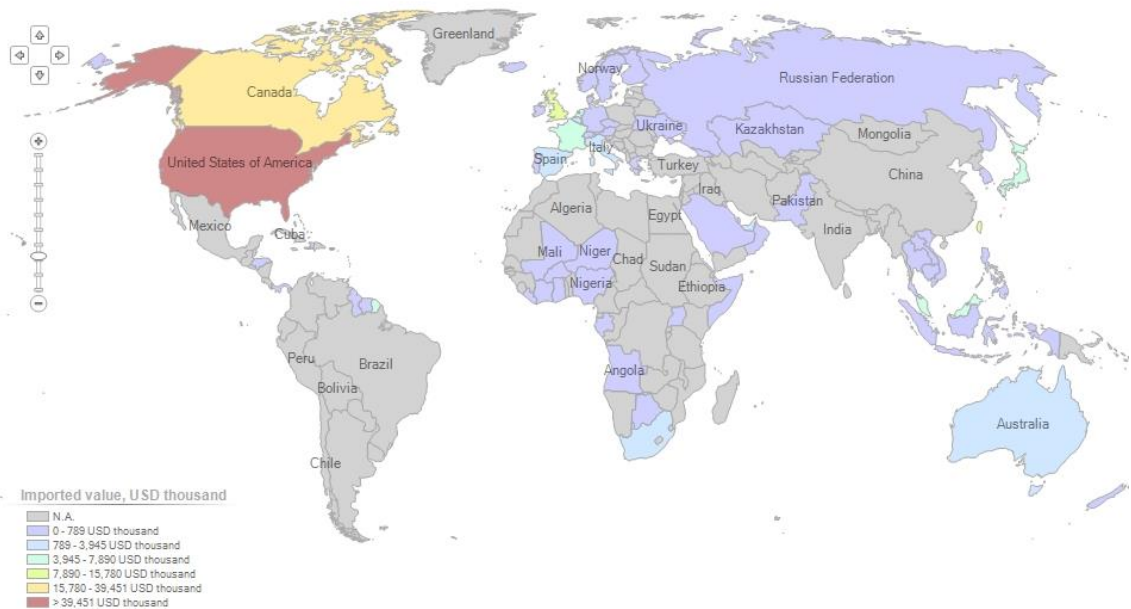 Greenland
Norway
Russian Federation
Canada
Ukraine
Kazakhstan
Mongolia
United States of America
Spain
Italy
Turkey
China
Iraq
Pakistan
Algeria
Egypt
Mexico
India
Cuba
Mali
Niger
Chad
Sudan
Nigeria
Ethiopia
Peru
Brazil
Angola
Bolivia
Australia
Chile
Imported value, USD thousand
N.A.
0 - 789 USD thousand
789 - 3,945 USD thousand
3,945 - 7,890 USD thousand
7,890 - 15,780 USD thousand
15,780 - 39,451 USD thousand
> 39,451 USD thousand